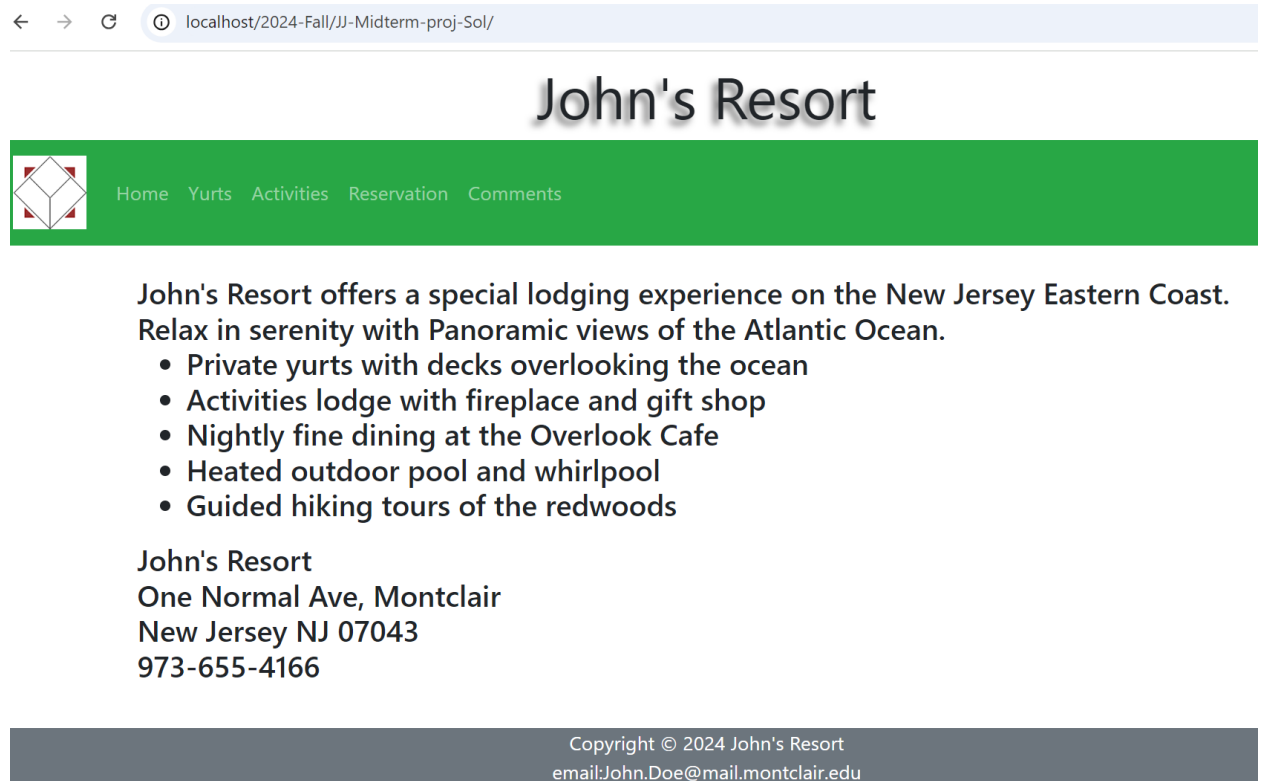 localhost/2024-Fall/JJ-Midterm-proj-Sol/
John's Resort
Home Yurts Activities Reservation Comments
John's Resort offers a special lodging experience on the New Jersey Eastern Coast.
Relax in serenity with Panoramic views of the Atlantic Ocean.
• Private yurts with decks overlooking the ocean
• Activities lodge with fireplace and gift shop
• Nightly fine dining at the Overlook Cafe
• Heated outdoor pool and whirlpool
• Guided hiking tours of the redwoods
John's Resort
One Normal Ave, Montclair
New Jersey NJ 07043
973-655-4166
Copyright © 2024 John's Resort
email:John.Doe@mail.montclair.edu